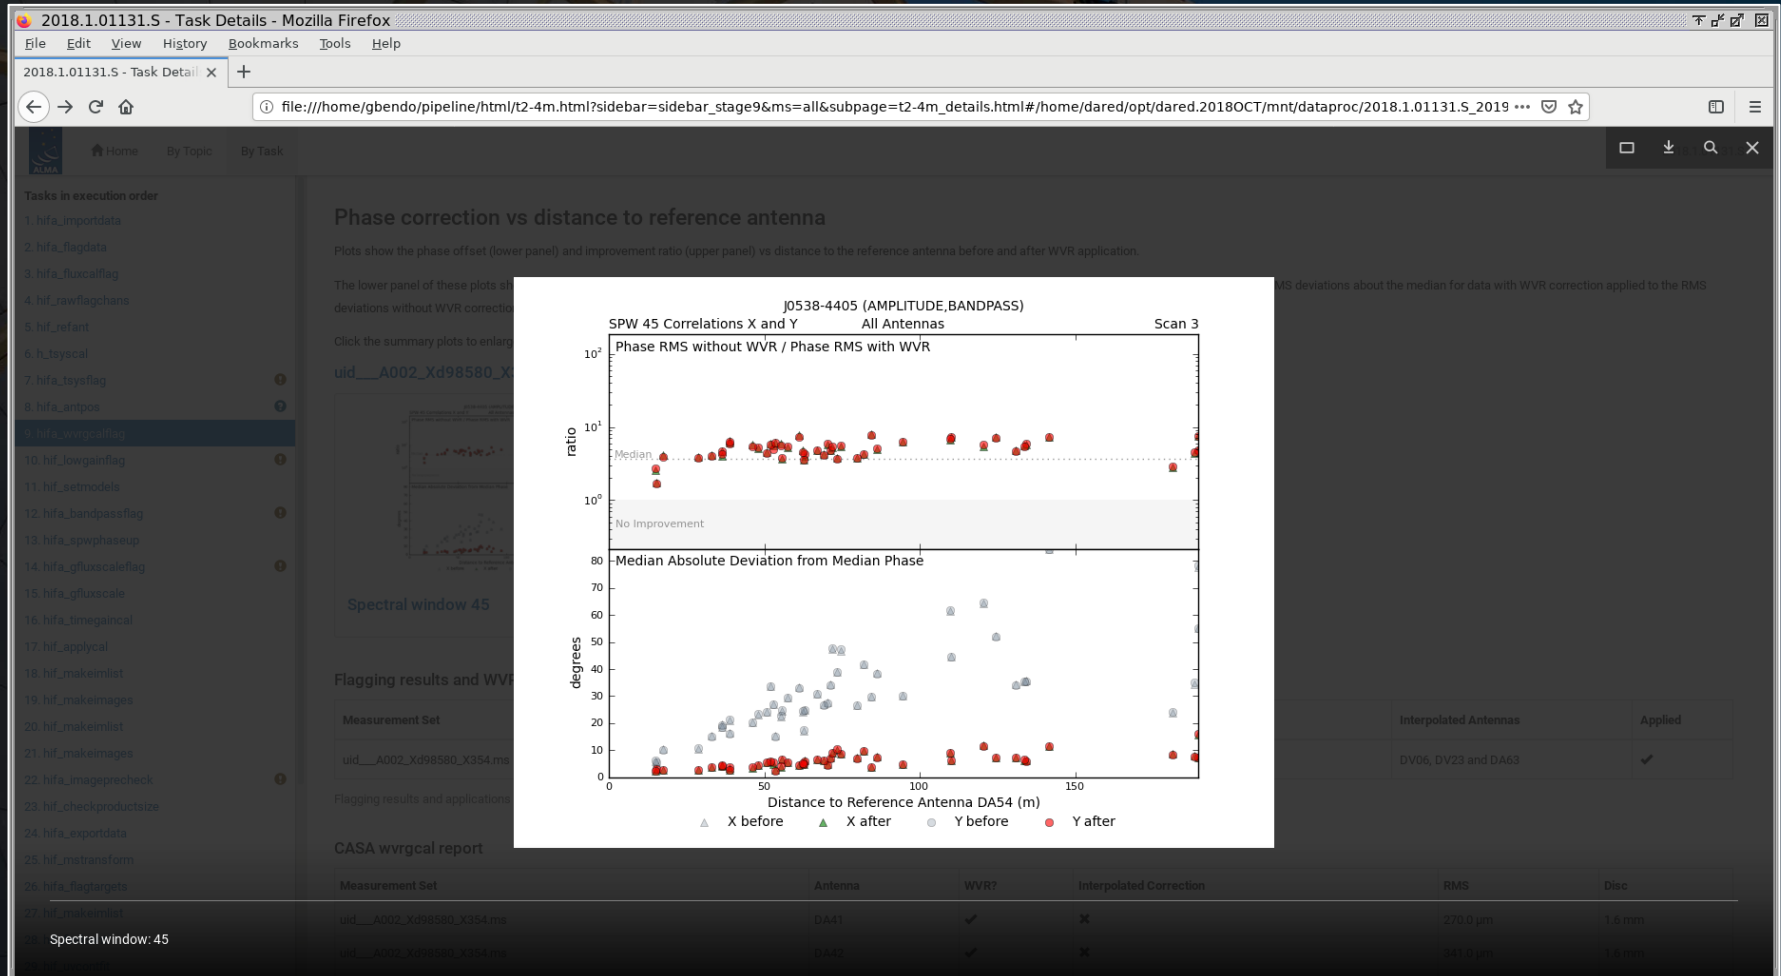 2018.1.01131.S - Task Details - Mozilla Firefox
File Edit View History Bookmarks Tools Help
2018.1.01131.S - Task Detail
file:///home/gbendo/pipeline/html/t2-4m.html?sidebar=sidebar_stage9&ms=all&subpage=t2-4m_details.html#/home/dared/opt/dared.2018OCT/mnt/dataproc/2018.1.01131.S_2019
ALMA
Home By Topic By Task
Tasks in execution order
1. hifa_importdata
2. hifa_flagdata
3. hifa_fluxcalflag
4. hif_rawflagchans
5. hif_refant
6. h_tsyscal
7. hifa_tsysflag
8. hifa_antpos
9. hifa_wvrgcalflag
10. hif_lowgainflag
11. hif_setmodels
12. hifa_bandpassflag
13. hifa_spwphaseup
14. hifa_gfluxscaleflag
15. hifa_gfluxscale
16. hifa_timegaincal
17. hif_applycal
18. hif_makeimlist
19. hif_makeimages
20. hif_makeimlist
21. hif_makeimages
22. hifa_imageprecheck
23. hif_checkproductsize
24. hifa_exportdata
25. hif_mstransform
26. hifa_flagtargets
27. hif_makeimlist
Phase correction vs distance to reference antenna
Plots show the phase offset (lower panel) and improvement ratio (upper panel) vs distance to the reference antenna before and after WVR application.
The lower panel of these plots sh
MS deviations about the median for data with WVR correction applied to the RMS
deviations without WVR correctio
Click the summary plots to enlarg
uid___A002_Xd98580_X3
Spectral window 45
J0538-4405 (AMPLITUDE,BANDPASS)
SPW 45 Correlations X and Y All Antennas Scan 3
Phase RMS without WVR / Phase RMS with WVR
10²
10¹
10⁰
ratio
Median
No Improvement
Median Absolute Deviation from Median Phase
80
70
60
50
40
30
20
10
0
degrees
0 50 100 150
Distance to Reference Antenna DA54 (m)
X before X after Y before Y after
Flagging results and WVR
Measurement Set Interpolated Antennas Applied
uid___A002_Xd98580_X354.ms DV06, DV23 and DA63 ✔
Flagging results and applications
CASA wvrgcal report
Measurement Set Antenna WVR? Interpolated Correction RMS Disc
uid___A002_Xd98580_X354.ms DA41 ✔ ✖ 270.0 μm 1.6 mm
uid___A002_Xd98580_X354.ms DA42 ✔ ✖ 341.0 μm 1.6 mm
Spectral window: 45